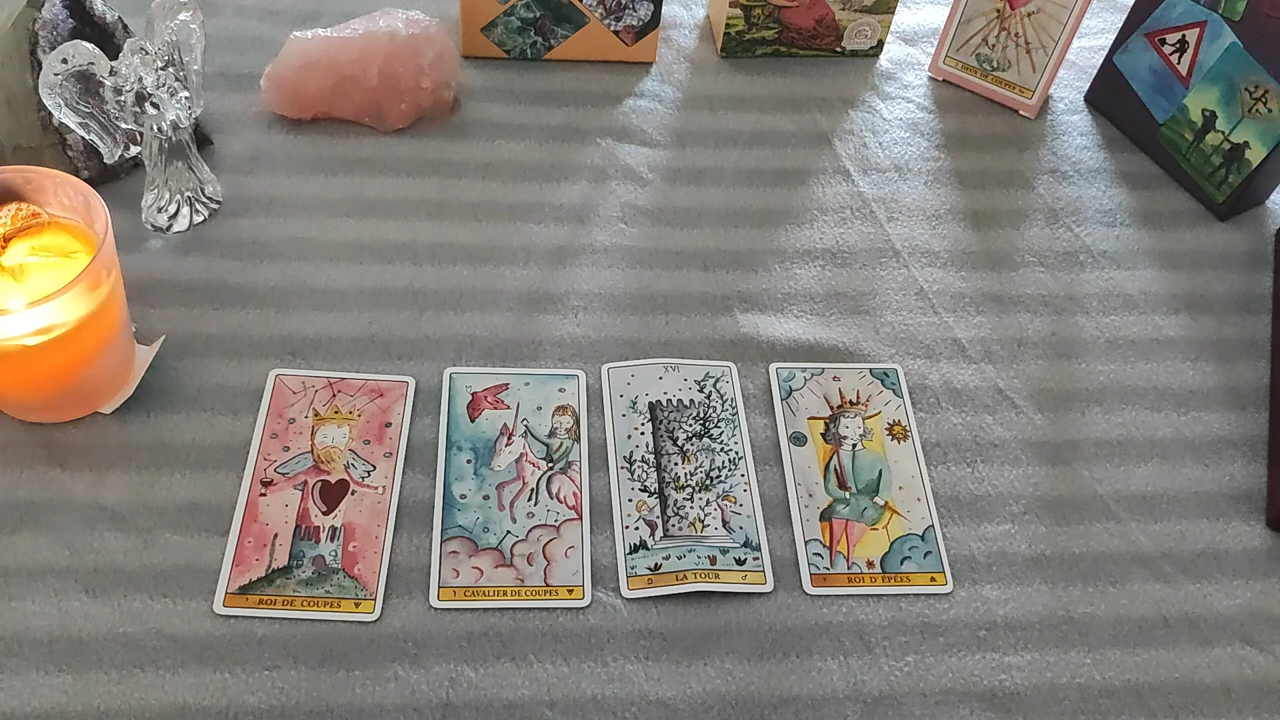 DEUX DE COUPES
XVI
ROI DE COUPES
CAVALIER DE COUPES
LA TOUR
ROI D'ÉPÉES